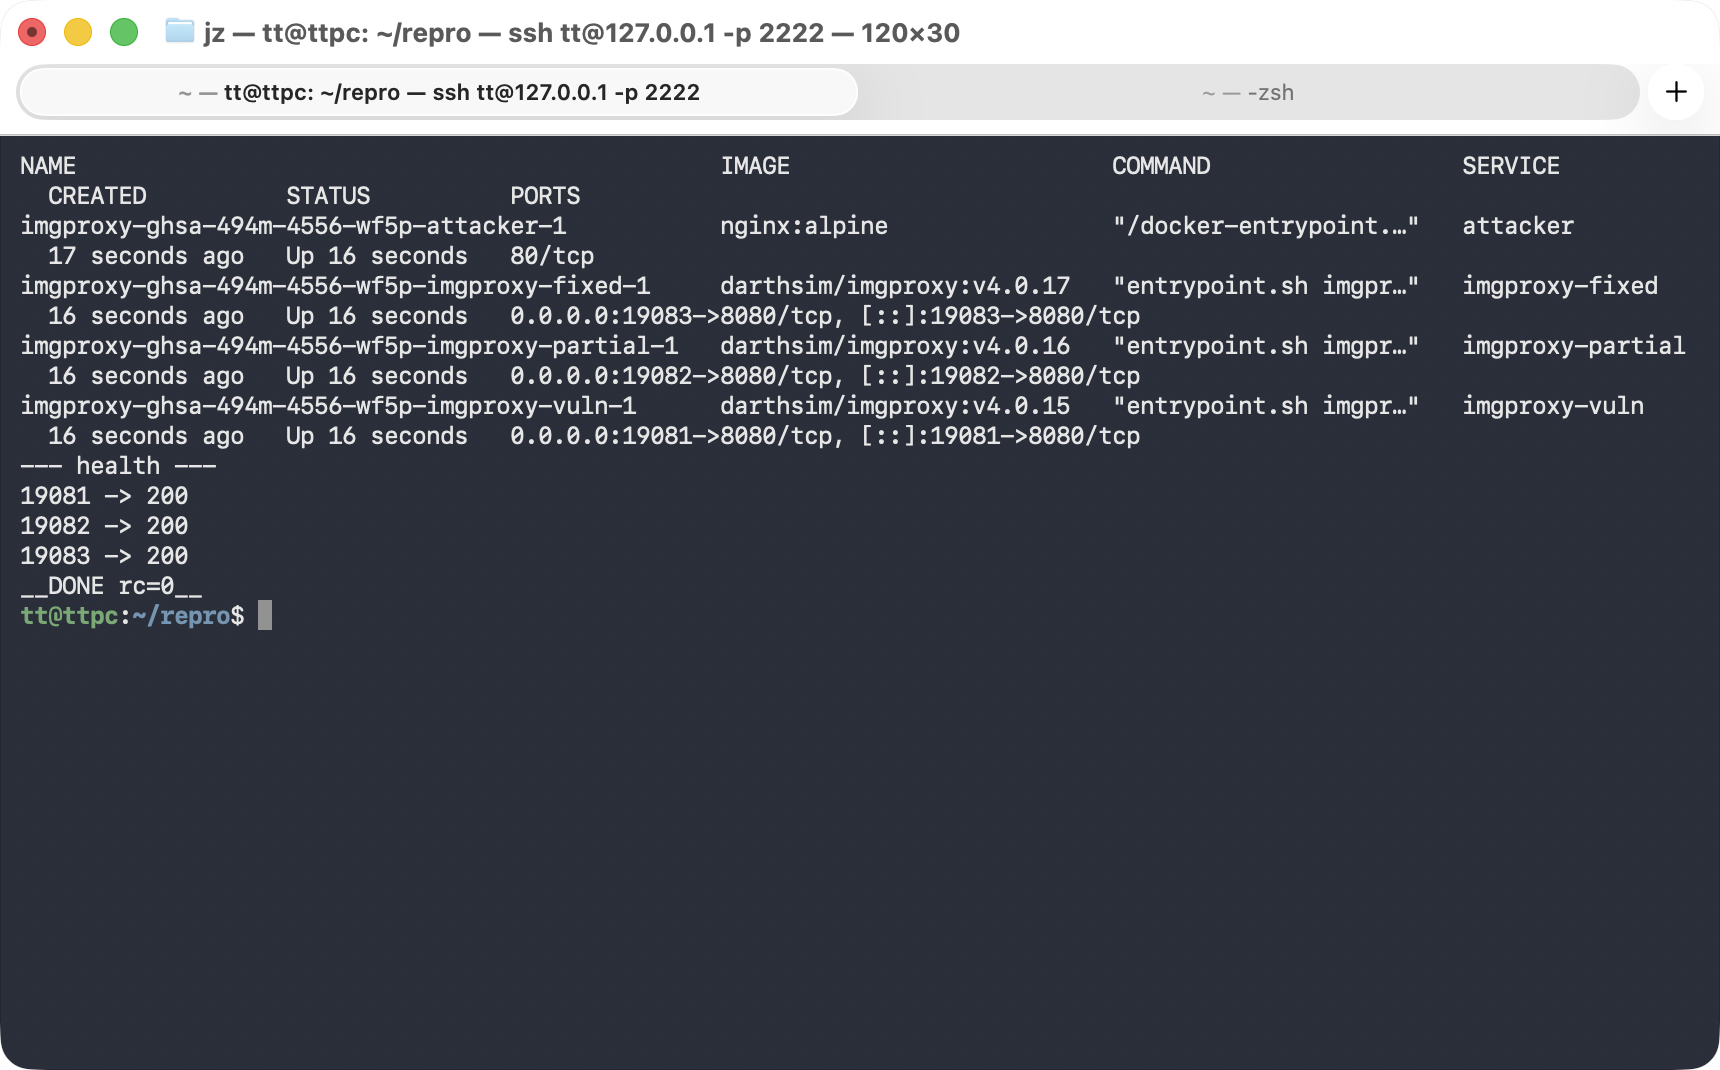 jz — tt@ttpc: ~/repro — ssh tt@127.0.0.1 -p 2222 — 120×30
~ — tt@ttpc: ~/repro — ssh tt@127.0.0.1 -p 2222
~ — -zsh
+
NAME                                              IMAGE                       COMMAND                  SERVICE
  CREATED          STATUS          PORTS
imgproxy-ghsa-494m-4556-wf5p-attacker-1           nginx:alpine                "/docker-entrypoint.…"   attacker
  17 seconds ago   Up 16 seconds   80/tcp
imgproxy-ghsa-494m-4556-wf5p-imgproxy-fixed-1     darthsim/imgproxy:v4.0.17   "entrypoint.sh imgpr…"   imgproxy-fixed
  16 seconds ago   Up 16 seconds   0.0.0.0:19083->8080/tcp, [::]:19083->8080/tcp
imgproxy-ghsa-494m-4556-wf5p-imgproxy-partial-1   darthsim/imgproxy:v4.0.16   "entrypoint.sh imgpr…"   imgproxy-partial
  16 seconds ago   Up 16 seconds   0.0.0.0:19082->8080/tcp, [::]:19082->8080/tcp
imgproxy-ghsa-494m-4556-wf5p-imgproxy-vuln-1      darthsim/imgproxy:v4.0.15   "entrypoint.sh imgpr…"   imgproxy-vuln
  16 seconds ago   Up 16 seconds   0.0.0.0:19081->8080/tcp, [::]:19081->8080/tcp
--- health ---
19081 -> 200
19082 -> 200
19083 -> 200
__DONE rc=0__
tt@ttpc:~/repro$